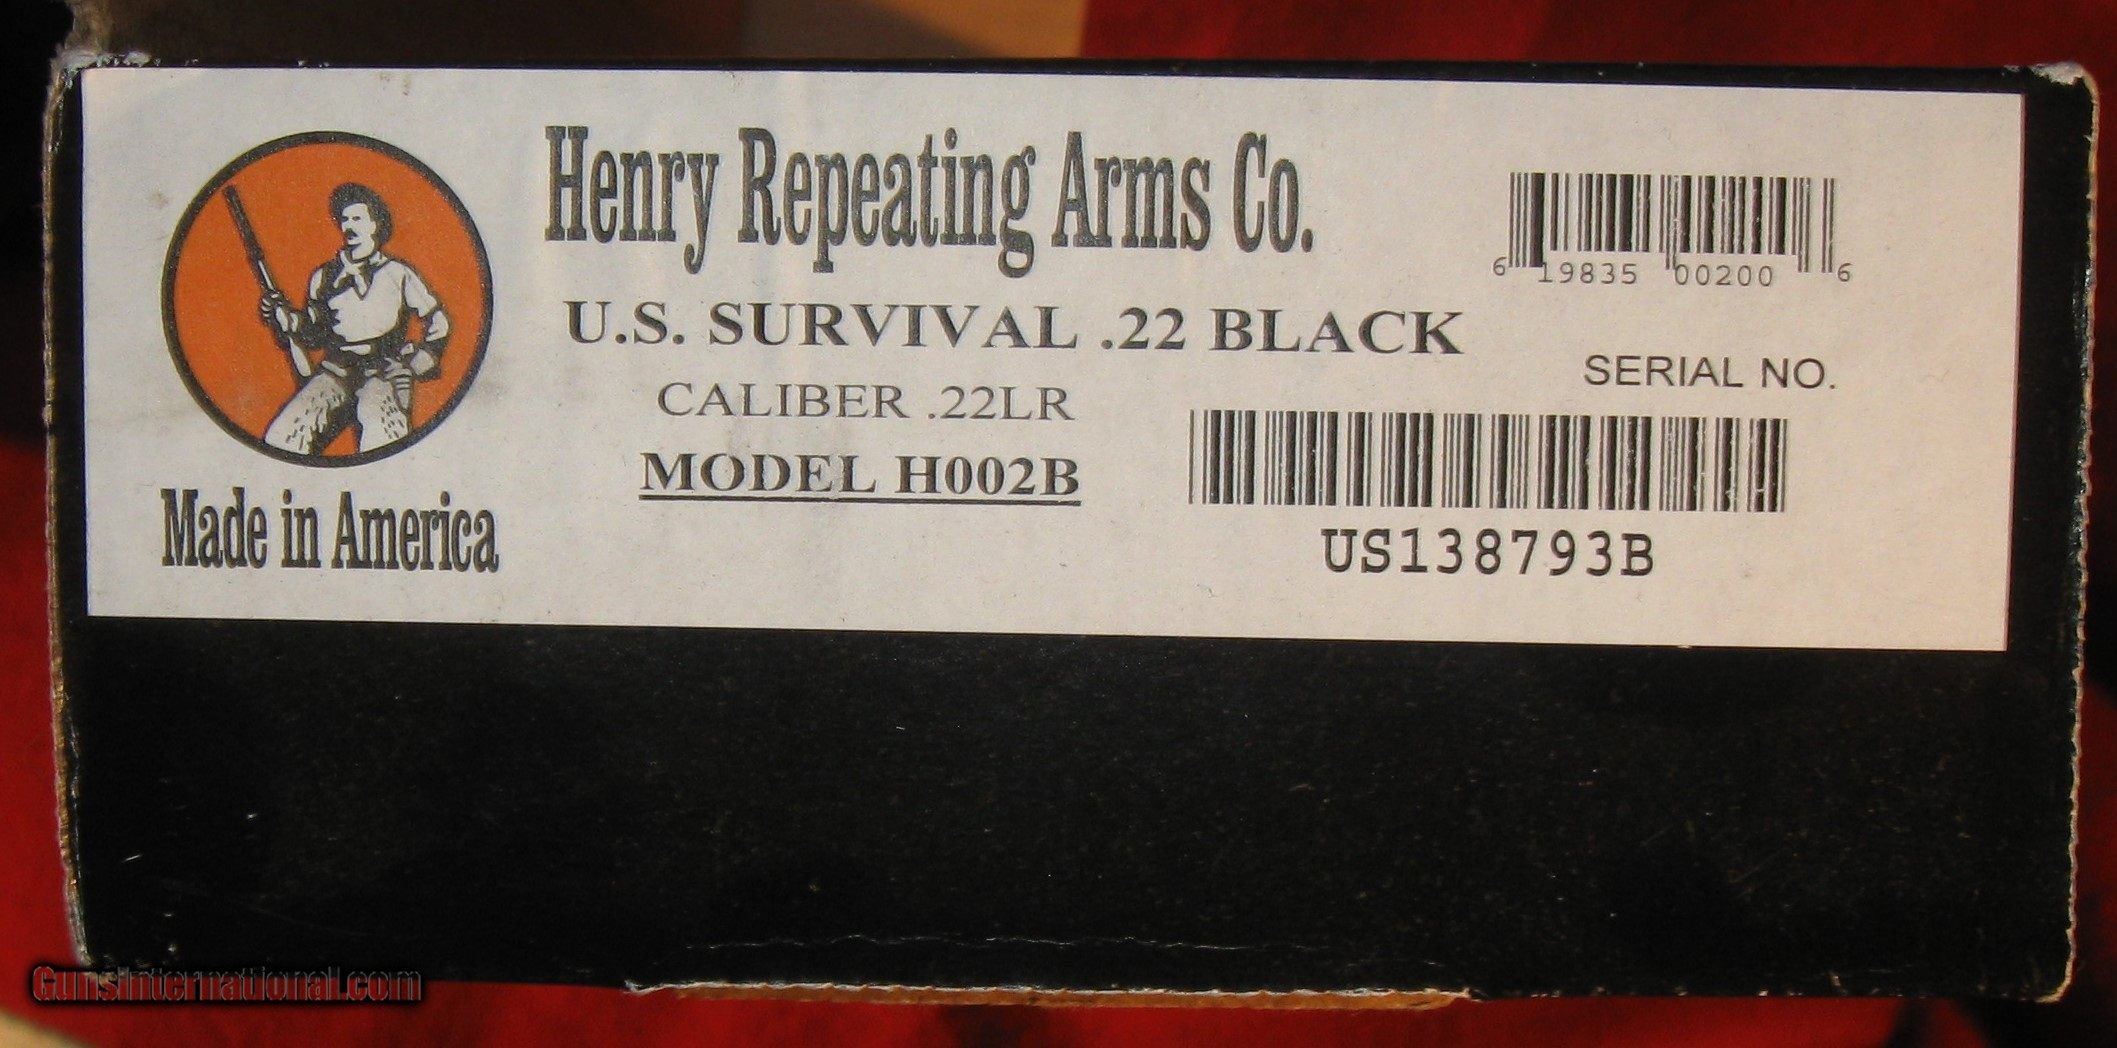 Henry Repeating Arms Co.
U.S. SURVIVAL .22 BLACK
CALIBER .22LR
MODEL H002B
Made in America
6 19835 00200 6
SERIAL NO.
US138793B
GunsInternational.com